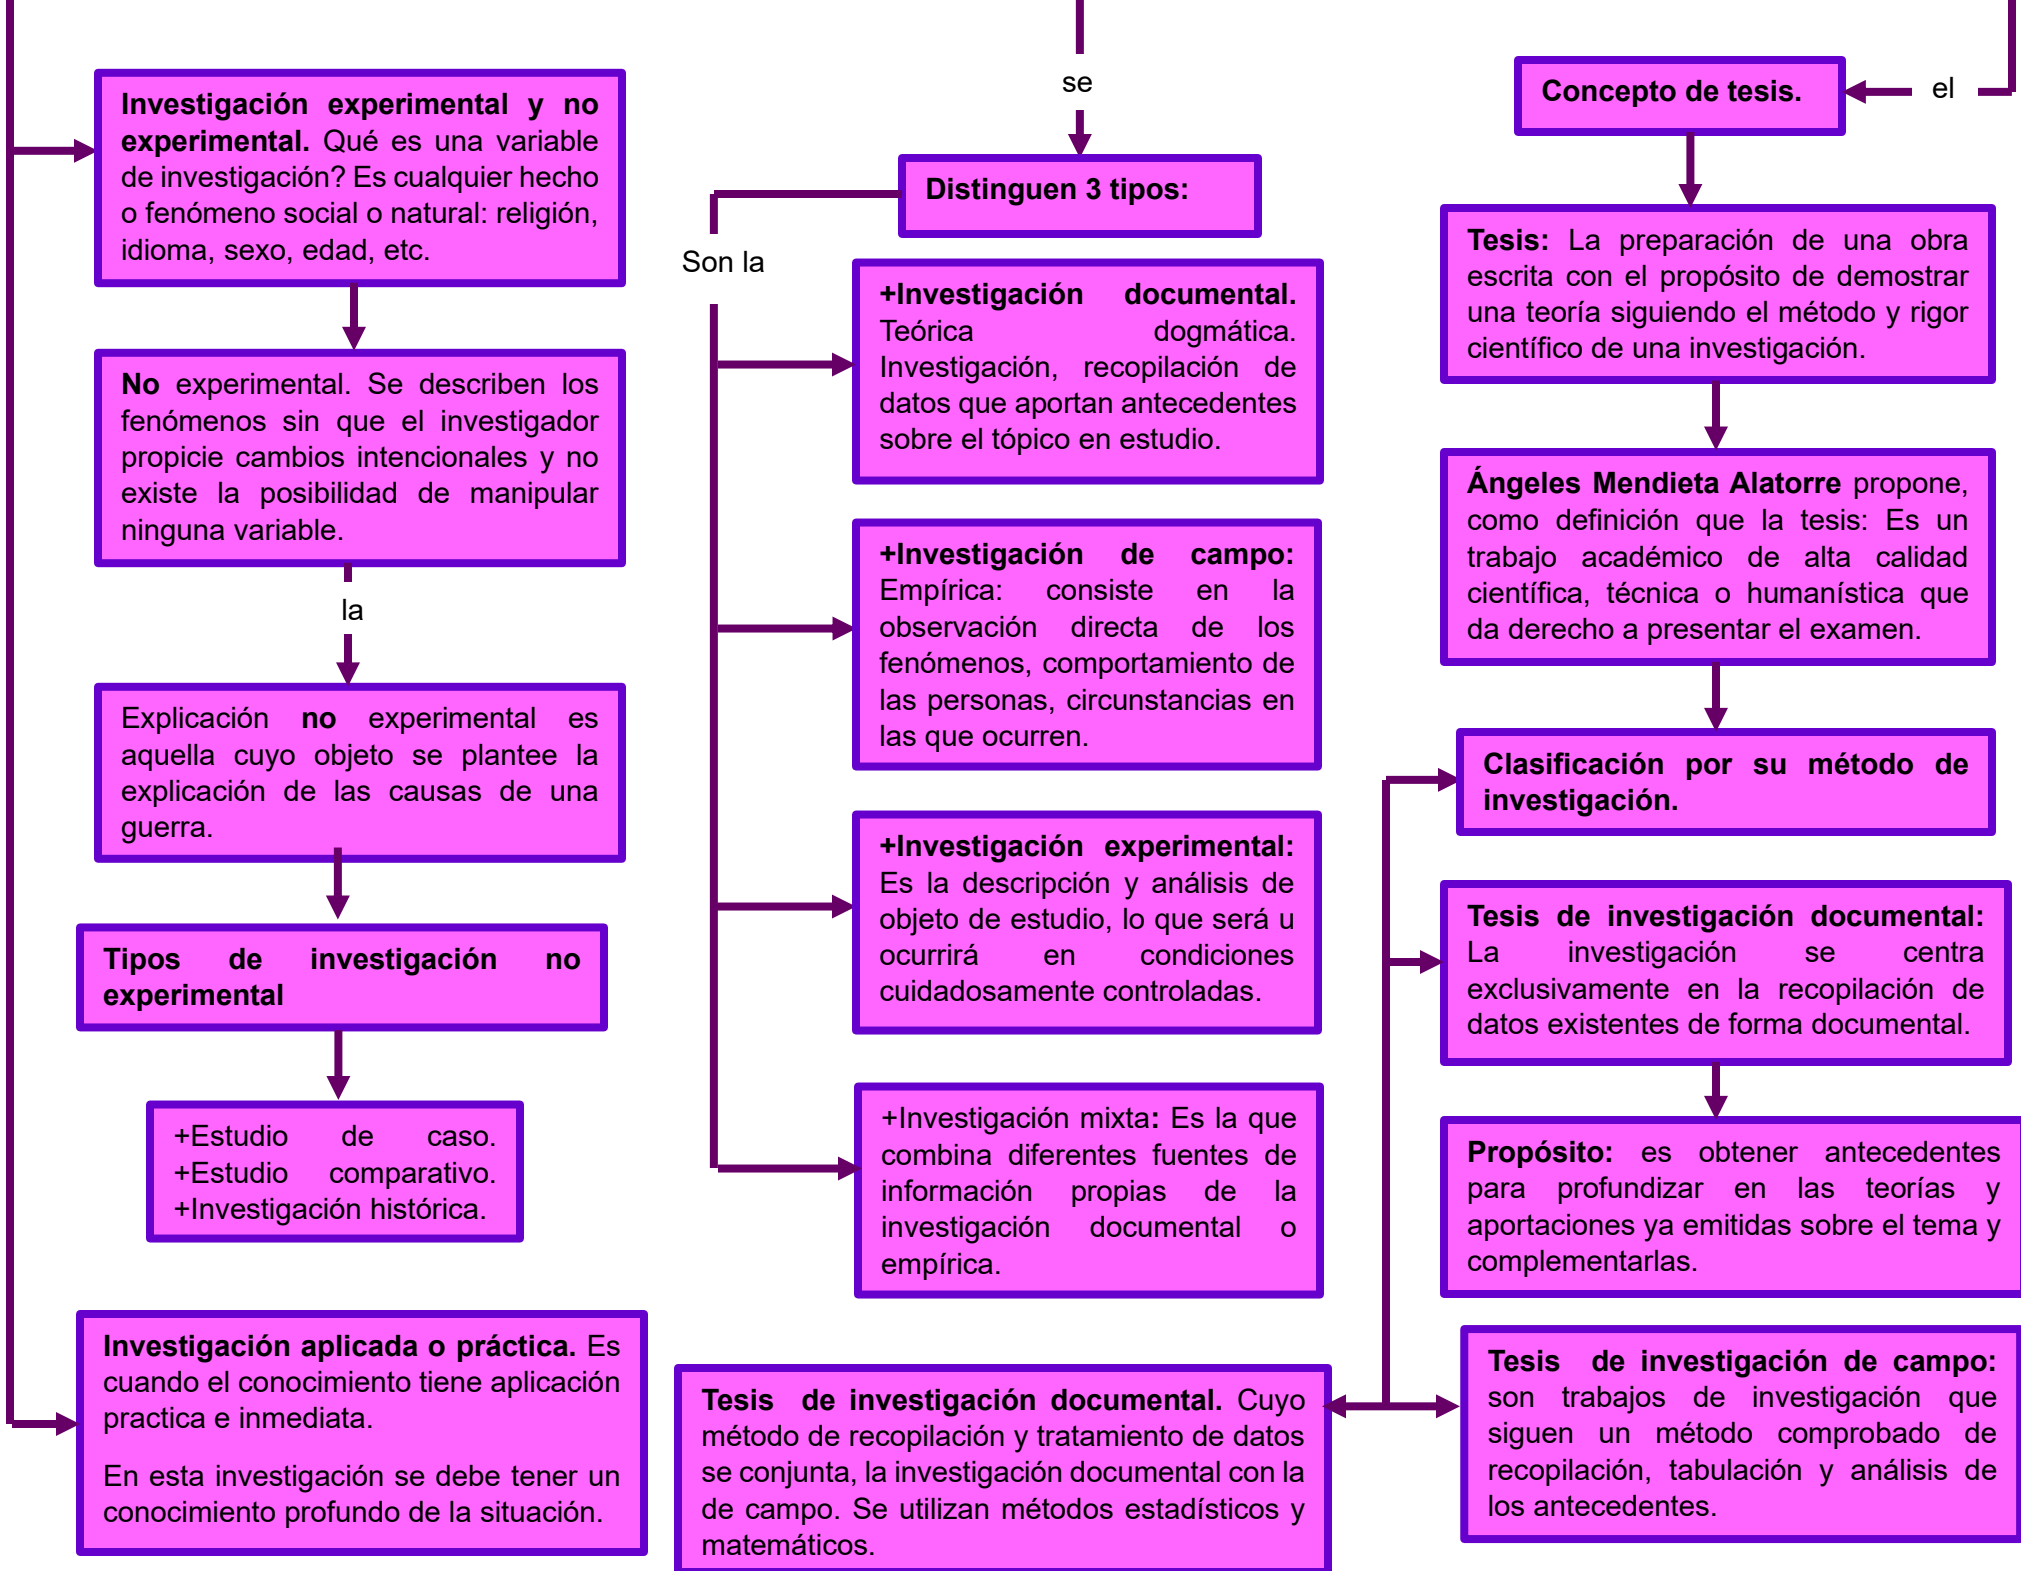 Investigación experimental y no
experimental. Qué es una variable
de investigación? Es cualquier hecho
o fenómeno social o natural: religión,
idioma, sexo, edad, etc.
No experimental. Se describen los
fenómenos sin que el investigador
propicie cambios intencionales y no
existe la posibilidad de manipular
ninguna variable.
la
Explicación no experimental es
aquella cuyo objeto se plantee la
explicación de las causas de una
guerra.
Tipos de investigación no
experimental
+Estudio de caso.
+Estudio comparativo.
+Investigación histórica.
Investigación aplicada o práctica. Es
cuando el conocimiento tiene aplicación
practica e inmediata.
En esta investigación se debe tener un
conocimiento profundo de la situación.
se
Distinguen 3 tipos:
Son la
+Investigación documental.
Teórica dogmática.
Investigación, recopilación de
datos que aportan antecedentes
sobre el tópico en estudio.
+Investigación de campo:
Empírica: consiste en la
observación directa de los
fenómenos, comportamiento de
las personas, circunstancias en
las que ocurren.
+Investigación experimental:
Es la descripción y análisis de
objeto de estudio, lo que será u
ocurrirá en condiciones
cuidadosamente controladas.
+Investigación mixta: Es la que
combina diferentes fuentes de
información propias de la
investigación documental o
empírica.
Tesis de investigación documental. Cuyo
método de recopilación y tratamiento de datos
se conjunta, la investigación documental con la
de campo. Se utilizan métodos estadísticos y
matemáticos.
el
Concepto de tesis.
Tesis: La preparación de una obra
escrita con el propósito de demostrar
una teoría siguiendo el método y rigor
científico de una investigación.
Ángeles Mendieta Alatorre propone,
como definición que la tesis: Es un
trabajo académico de alta calidad
científica, técnica o humanística que
da derecho a presentar el examen.
Clasificación por su método de
investigación.
Tesis de investigación documental:
La investigación se centra
exclusivamente en la recopilación de
datos existentes de forma documental.
Propósito: es obtener antecedentes
para profundizar en las teorías y
aportaciones ya emitidas sobre el tema y
complementarlas.
Tesis de investigación de campo:
son trabajos de investigación que
siguen un método comprobado de
recopilación, tabulación y análisis de
los antecedentes.